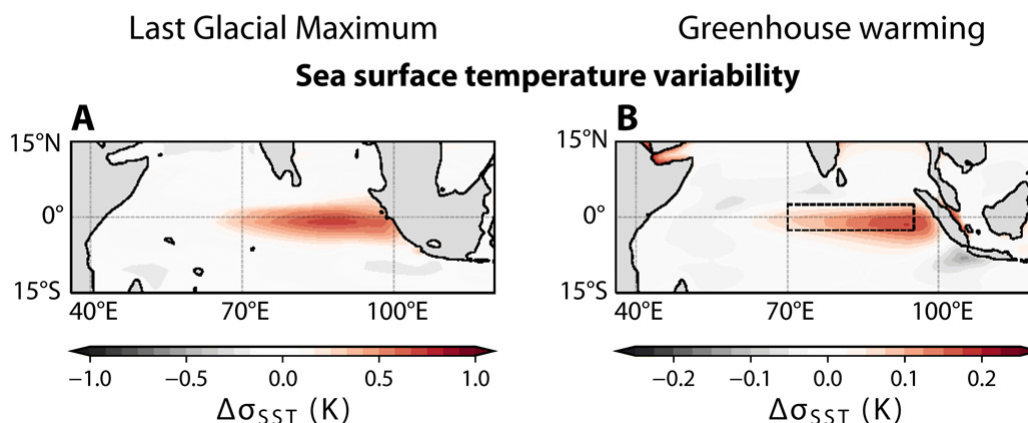 Last Glacial Maximum
Greenhouse warming
Sea surface temperature variability
A
B
15°N
0°
15°S
40°E
70°E
100°E
15°N
0°
15°S
40°E
70°E
100°E
−1.0
−0.5
0.0
0.5
1.0
Δσ_SST (K)
−0.2
−0.1
0.0
0.1
0.2
Δσ_SST (K)